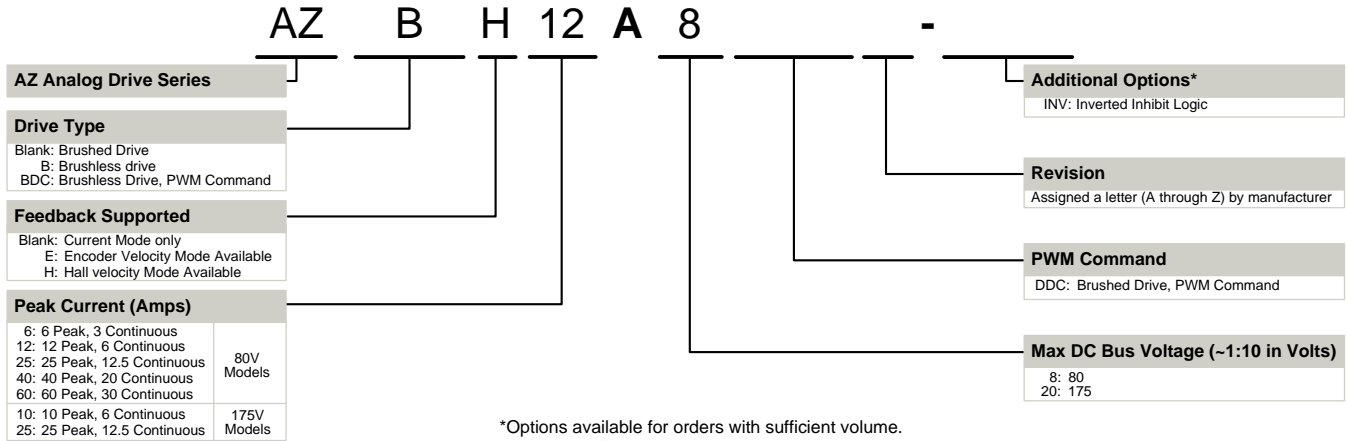 AZ B H 12 A 8 -
AZ Analog Drive Series
Drive Type
Blank: Brushed Drive
B: Brushless drive
BDC: Brushless Drive, PWM Command
Feedback Supported
Blank: Current Mode only
E: Encoder Velocity Mode Available
H: Hall velocity Mode Available
Peak Current (Amps)
6: 6 Peak, 3 Continuous
12: 12 Peak, 6 Continuous
25: 25 Peak, 12.5 Continuous
40: 40 Peak, 20 Continuous
60: 60 Peak, 30 Continuous
80V
Models
10: 10 Peak, 6 Continuous
25: 25 Peak, 12.5 Continuous
175V
Models
Additional Options*
INV: Inverted Inhibit Logic
Revision
Assigned a letter (A through Z) by manufacturer
PWM Command
DDC: Brushed Drive, PWM Command
Max DC Bus Voltage (~1:10 in Volts)
8: 80
20: 175
*Options available for orders with sufficient volume.